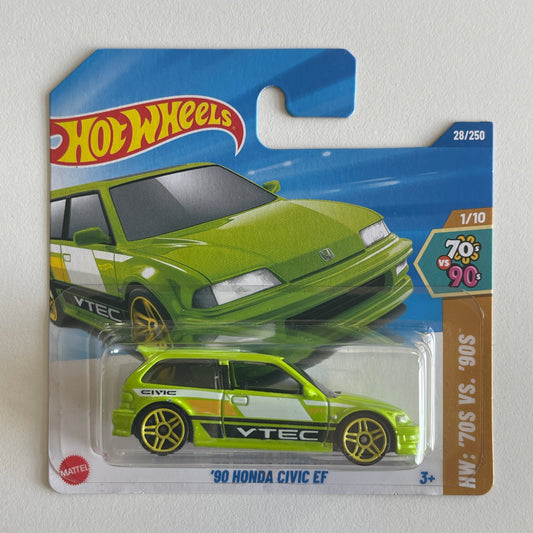 HOT WHEELS
28/250
1/10
70s
VS
90s
HW: '70S VS. '90S™
VTEC
CIVIC
VTEC
MATTEL
'90 HONDA CIVIC EF
3+